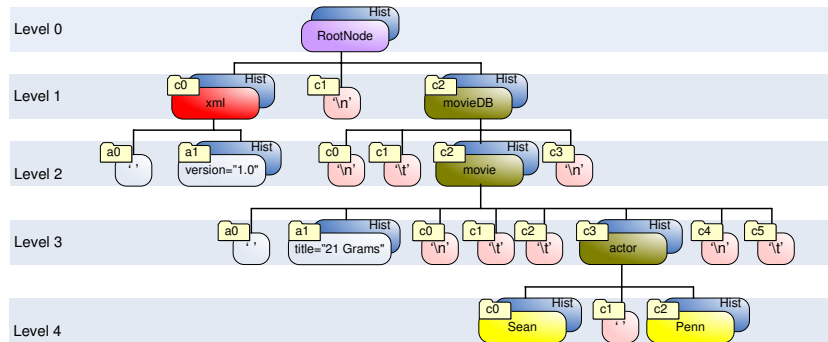 Level 0
Hist
RootNode
Level 1
c0
Hist
xml
c1
'\n'
c2
Hist
movieDB
Level 2
a0
' '
a1
Hist
version="1.0"
c0
'\n'
c1
'\t'
c2
Hist
movie
c3
'\n'
Level 3
a0
' '
a1
Hist
title="21 Grams"
c0
'\n'
c1
'\t'
c2
'\t'
c3
Hist
actor
c4
'\n'
c5
'\t'
Level 4
c0
Hist
Sean
c1
' '
c2
Hist
Penn